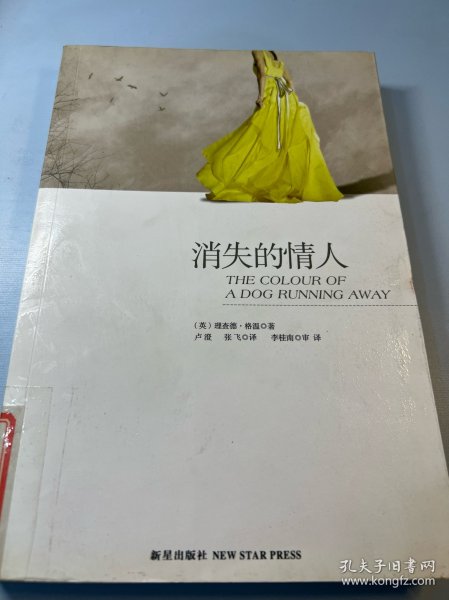 消失的情人
THE COLOUR OF
A DOG RUNNING AWAY
（英）理查德·格温◎著
卢澄 张飞◎译 李桂南◎审译
新星出版社 NEW STAR PRESS
孔夫子旧书网
www.kongfz.com